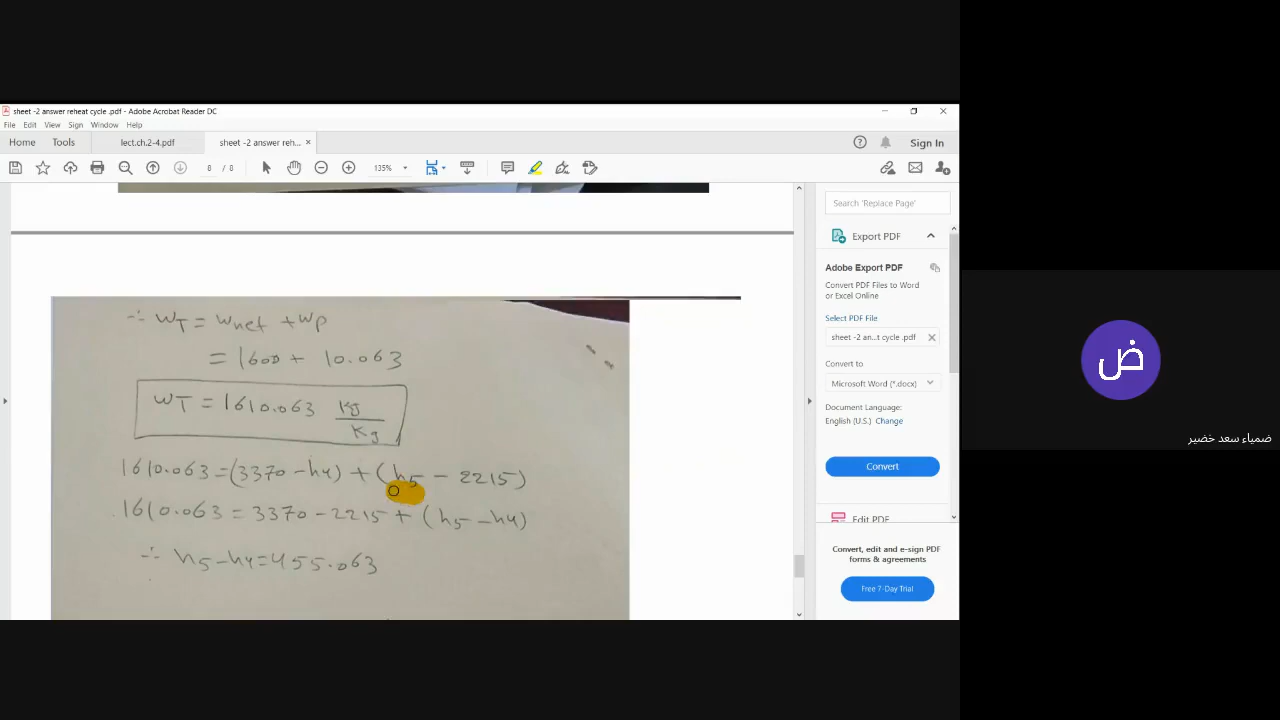 sheet -2 answer reheat cycle .pdf - Adobe Acrobat Reader DC
File Edit View Sign Window Help
Home Tools lect.ch.2-4.pdf sheet -2 answer reh... × Sign In
8 / 8 135%
Search 'Replace Page'
Export PDF
Adobe Export PDF
Convert PDF Files to Word
or Excel Online
Select PDF File
sheet -2 an...t cycle .pdf
Convert to
Microsoft Word (*.docx)
Document Language:
English (U.S.) Change
Convert
Edit PDF
Convert, edit and e-sign PDF
forms & agreements
Free 7-Day Trial
∴ WT = Wnet + Wp
= 1600 + 10.063
WT = 1610.063 KJ/Kg
1610.063 = (3370 - h4) + (h5 - 2215)
1610.063 = 3370 - 2215 + (h5 - h4)
∴ h5 - h4 = 455.063
ض
ضمياء سعد خضير